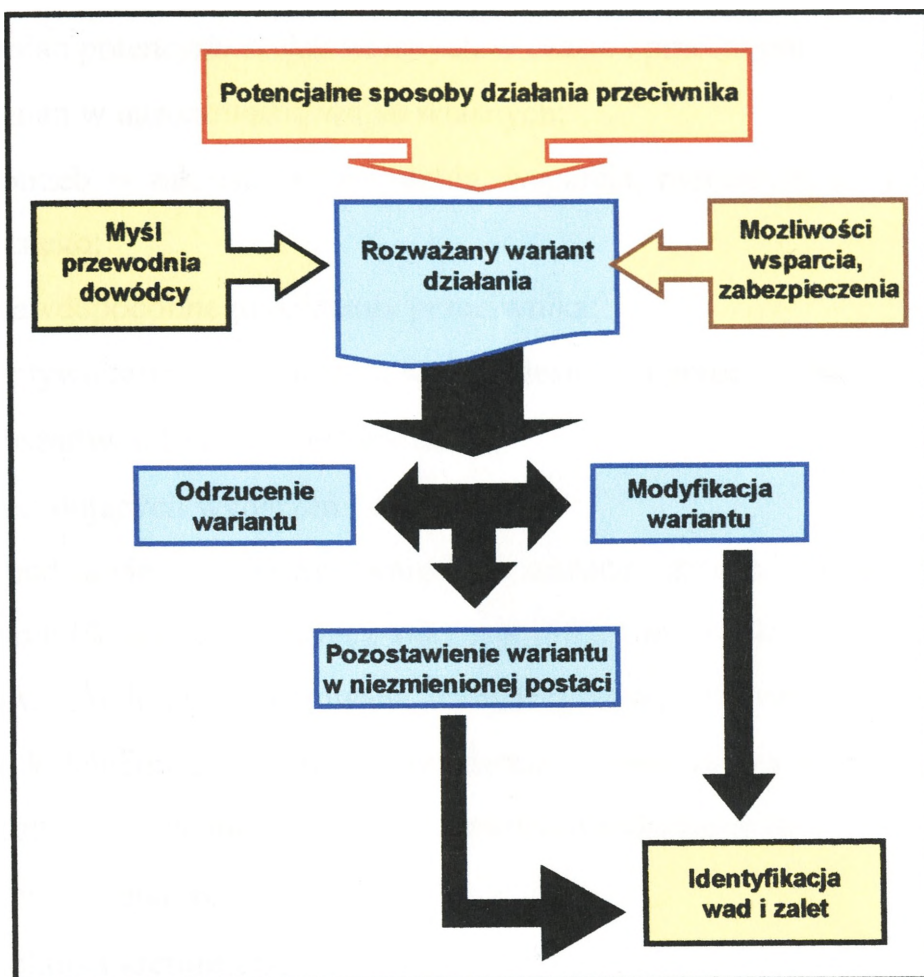 Potencjalne sposoby działania przeciwnika
Myśl
przewodnia
dowódcy
Rozważany wariant
działania
Mozliwości
wsparcia,
zabezpieczenia
Odrzucenie
wariantu
Modyfikacja
wariantu
Pozostawienie wariantu
w niezmienionej postaci
Identyfikacja
wad i zalet